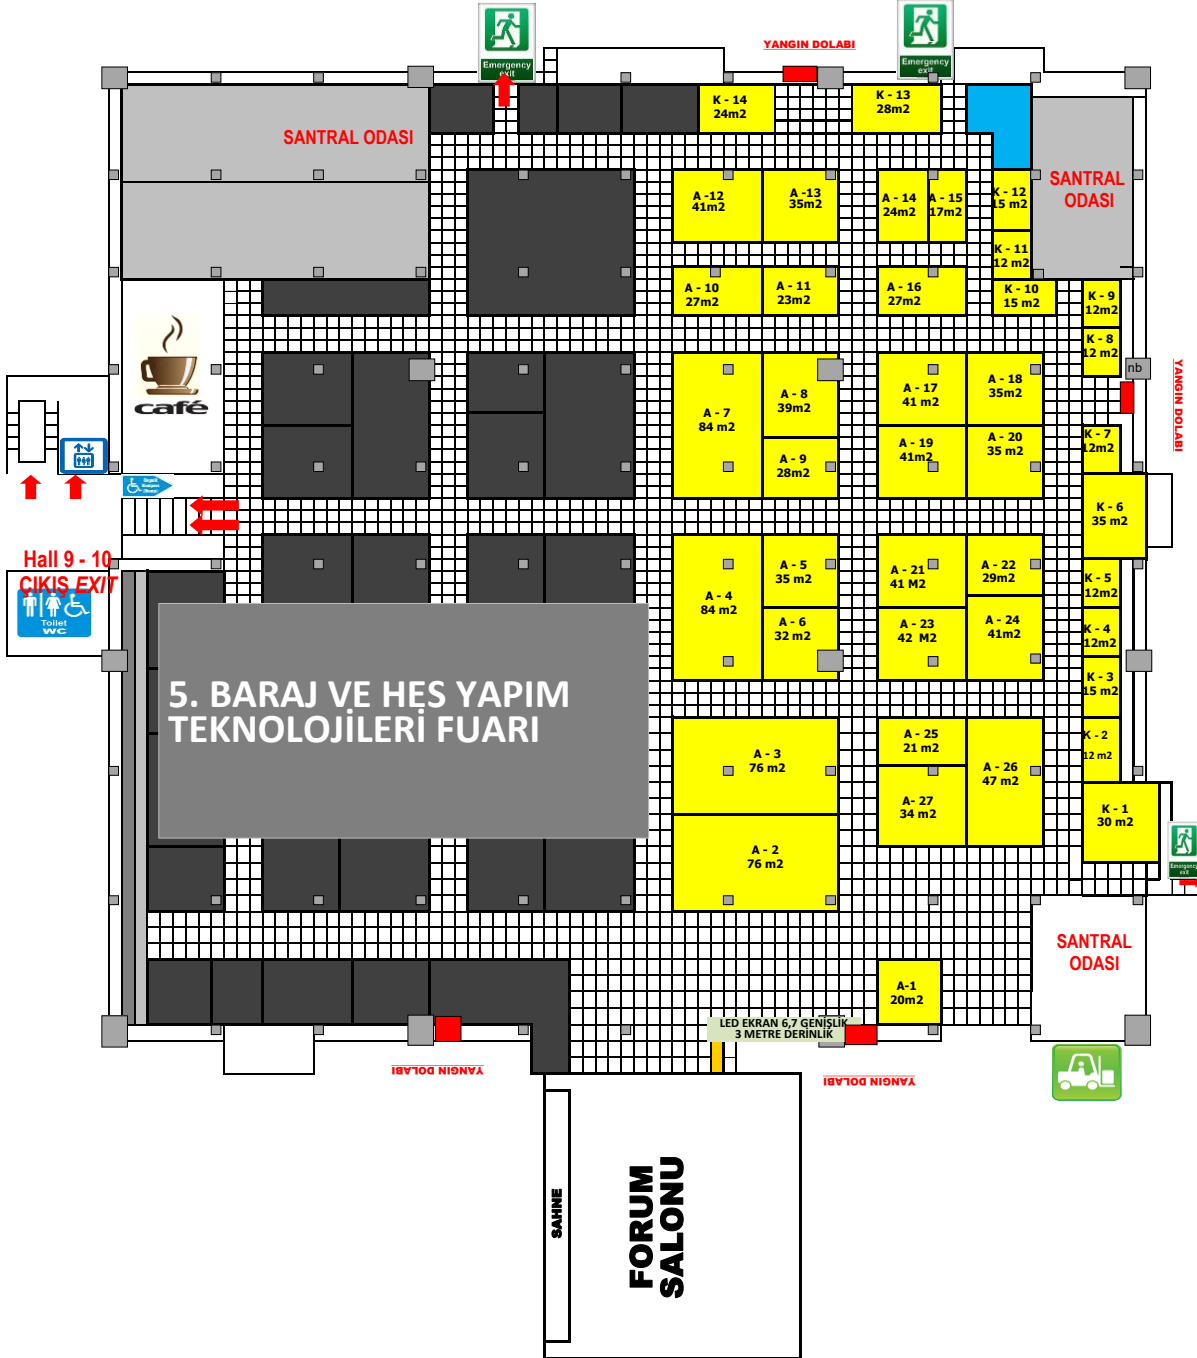 Emergency
exit
YANGIN DOLABI
Emergency
exit
K - 14
24m2
K - 13
28m2
SANTRAL ODASI
SANTRAL
ODASI
A -12
41m2
A -13
35m2
A - 14
24m2
A - 15
17m2
K - 12
15 m2
K - 11
12 m2
A - 10
27m2
A - 11
23m2
A - 16
27m2
K - 10
15 m2
K - 9
12m2
K - 8
12 m2
café
nb
YANGIN DOLABI
A - 7
84 m2
A - 8
39m2
A - 9
28m2
A - 17
41 m2
A - 18
35m2
A - 19
41m2
A - 20
35 m2
K - 7
12m2
K - 6
35 m2
Hall 9 - 10
ÇIKIŞ EXIT
Toilet
WC
A - 4
84 m2
A - 5
35 m2
A - 6
32 m2
A - 21
41 M2
A - 22
29m2
A - 23
42 M2
A - 24
41m2
K - 5
12m2
K - 4
12m2
K - 3
15 m2
K - 2
12 m2
5. BARAJ VE HES YAPIM
TEKNOLOJİLERİ FUARI
A - 3
76 m2
A - 2
76 m2
A - 25
21 m2
A - 26
47 m2
A- 27
34 m2
K - 1
30 m2
Emergency
exit
SANTRAL
ODASI
A-1
20m2
LED EKRAN 6,7 GENİŞLİK
3 METRE DERİNLİK
YANGIN DOLABI
YANGIN DOLABI
SAHNE
FORUM
SALONU